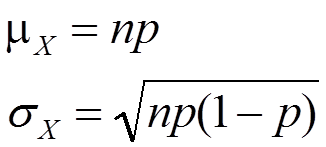 μ_X = np
σ_X = √np(1 − p)